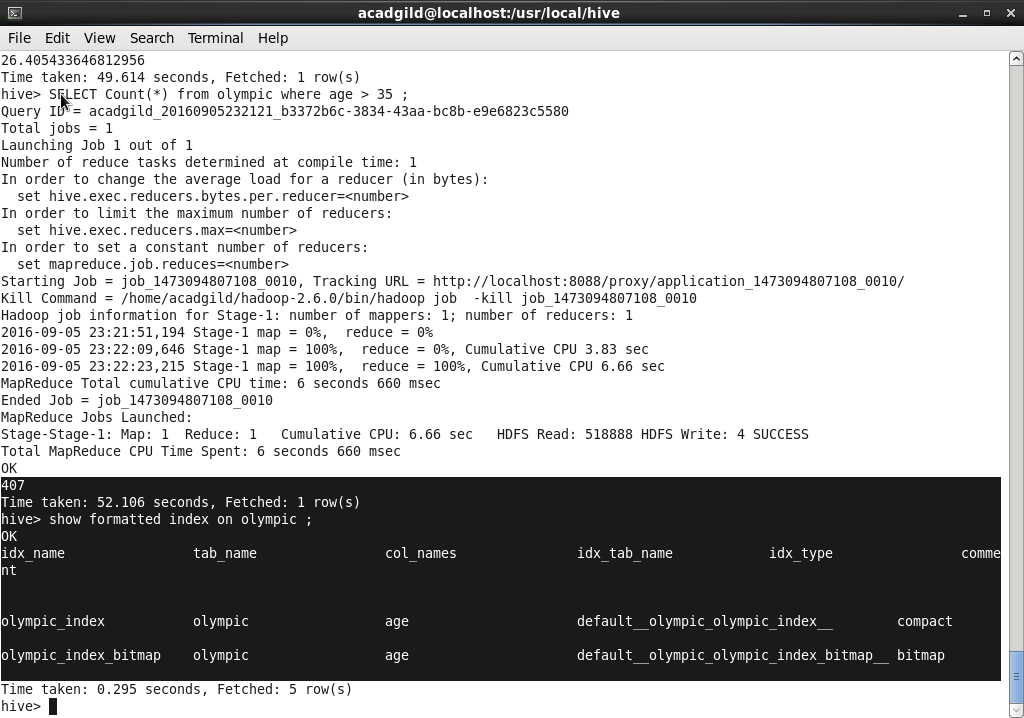 acadgild@localhost:/usr/local/hive
File Edit View Search Terminal Help
26.405433646812956
Time taken: 49.614 seconds, Fetched: 1 row(s)
hive> SELECT Count(*) from olympic where age > 35 ;
Query ID = acadgild_20160905232121_b3372b6c-3834-43aa-bc8b-e9e6823c5580
Total jobs = 1
Launching Job 1 out of 1
Number of reduce tasks determined at compile time: 1
In order to change the average load for a reducer (in bytes):
  set hive.exec.reducers.bytes.per.reducer=<number>
In order to limit the maximum number of reducers:
  set hive.exec.reducers.max=<number>
In order to set a constant number of reducers:
  set mapreduce.job.reduces=<number>
Starting Job = job_1473094807108_0010, Tracking URL = http://localhost:8088/proxy/application_1473094807108_0010/
Kill Command = /home/acadgild/hadoop-2.6.0/bin/hadoop job  -kill job_1473094807108_0010
Hadoop job information for Stage-1: number of mappers: 1; number of reducers: 1
2016-09-05 23:21:51,194 Stage-1 map = 0%,  reduce = 0%
2016-09-05 23:22:09,646 Stage-1 map = 100%,  reduce = 0%, Cumulative CPU 3.83 sec
2016-09-05 23:22:23,215 Stage-1 map = 100%,  reduce = 100%, Cumulative CPU 6.66 sec
MapReduce Total cumulative CPU time: 6 seconds 660 msec
Ended Job = job_1473094807108_0010
MapReduce Jobs Launched:
Stage-Stage-1: Map: 1  Reduce: 1   Cumulative CPU: 6.66 sec   HDFS Read: 518888 HDFS Write: 4 SUCCESS
Total MapReduce CPU Time Spent: 6 seconds 660 msec
OK
407
Time taken: 52.106 seconds, Fetched: 1 row(s)
hive> show formatted index on olympic ;
OK
idx_name                tab_name                col_names               idx_tab_name            idx_type                comme
nt
olympic_index           olympic                 age                     default__olympic_olympic_index__        compact
olympic_index_bitmap    olympic                 age                     default__olympic_olympic_index_bitmap__ bitmap
Time taken: 0.295 seconds, Fetched: 5 row(s)
hive>